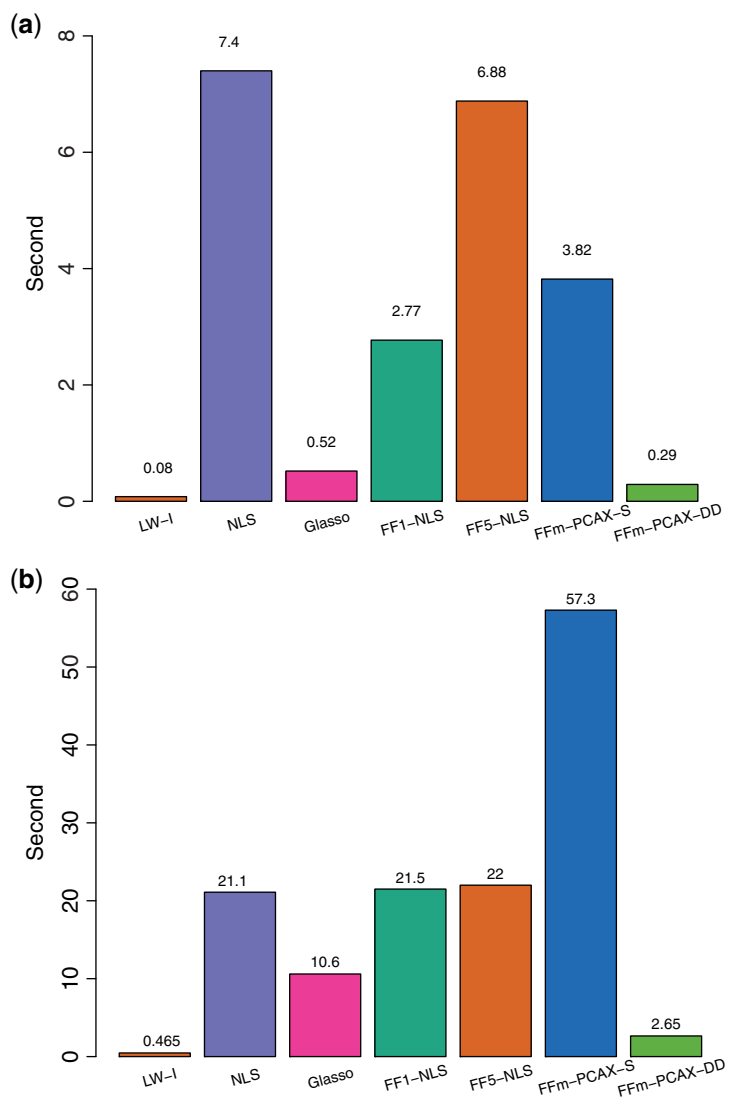 (a)
Second
8
6
4
2
0
0.08
7.4
0.52
2.77
6.88
3.82
0.29
LW−I
NLS
Glasso
FF1−NLS
FF5−NLS
FFm−PCAX−S
FFm−PCAX−DD
(b)
Second
60
50
40
30
20
10
0
0.465
21.1
10.6
21.5
22
57.3
2.65
LW−I
NLS
Glasso
FF1−NLS
FF5−NLS
FFm−PCAX−S
FFm−PCAX−DD